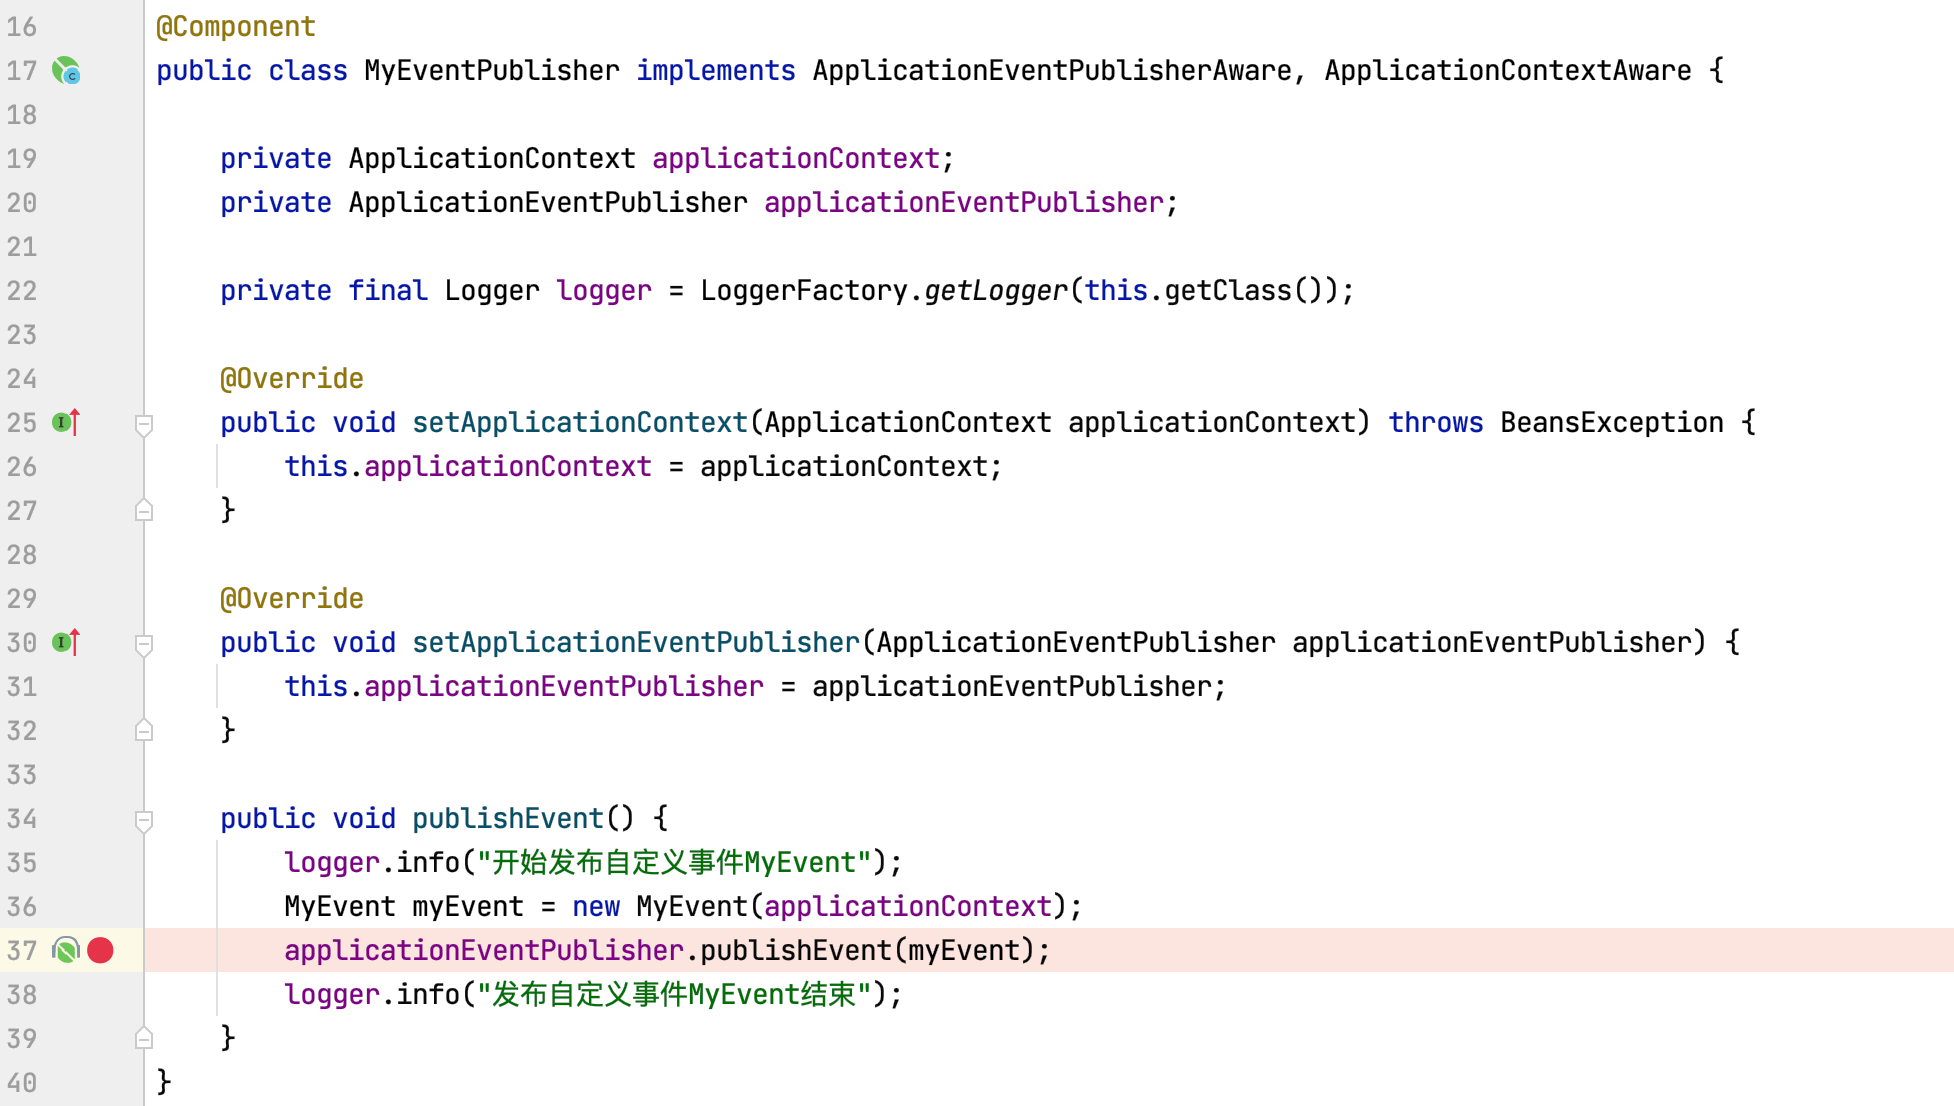 16 @Component
17 public class MyEventPublisher implements ApplicationEventPublisherAware, ApplicationContextAware {
18
19     private ApplicationContext applicationContext;
20     private ApplicationEventPublisher applicationEventPublisher;
21
22     private final Logger logger = LoggerFactory.getLogger(this.getClass());
23
24     @Override
25     public void setApplicationContext(ApplicationContext applicationContext) throws BeansException {
26         this.applicationContext = applicationContext;
27     }
28
29     @Override
30     public void setApplicationEventPublisher(ApplicationEventPublisher applicationEventPublisher) {
31         this.applicationEventPublisher = applicationEventPublisher;
32     }
33
34     public void publishEvent() {
35         logger.info("开始发布自定义事件MyEvent");
36         MyEvent myEvent = new MyEvent(applicationContext);
37         applicationEventPublisher.publishEvent(myEvent);
38         logger.info("发布自定义事件MyEvent结束");
39     }
40 }